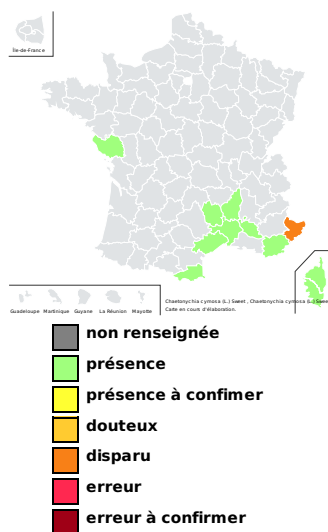 Île-de-France
Guadeloupe Martinique Guyane La Réunion Mayotte
Chaetonychia cymosa (L.) Sweet , Chaetonychia cymosa (L.) Sweet
Carte en cours d'élaboration.
non renseignée
présence
présence à confimer
douteux
disparu
erreur
erreur à confirmer